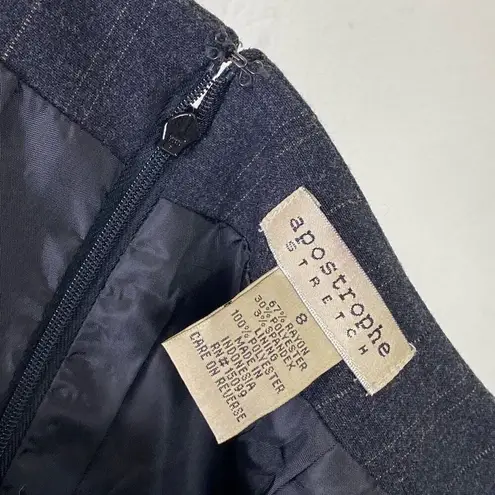 apostrophe
STRETCH
8
67% RAYON
30% POLYESTER
3% SPANDEX
LINING
100% POLYESTER
MADE IN
INDONESIA
RN#15099
CARE ON REVERSE